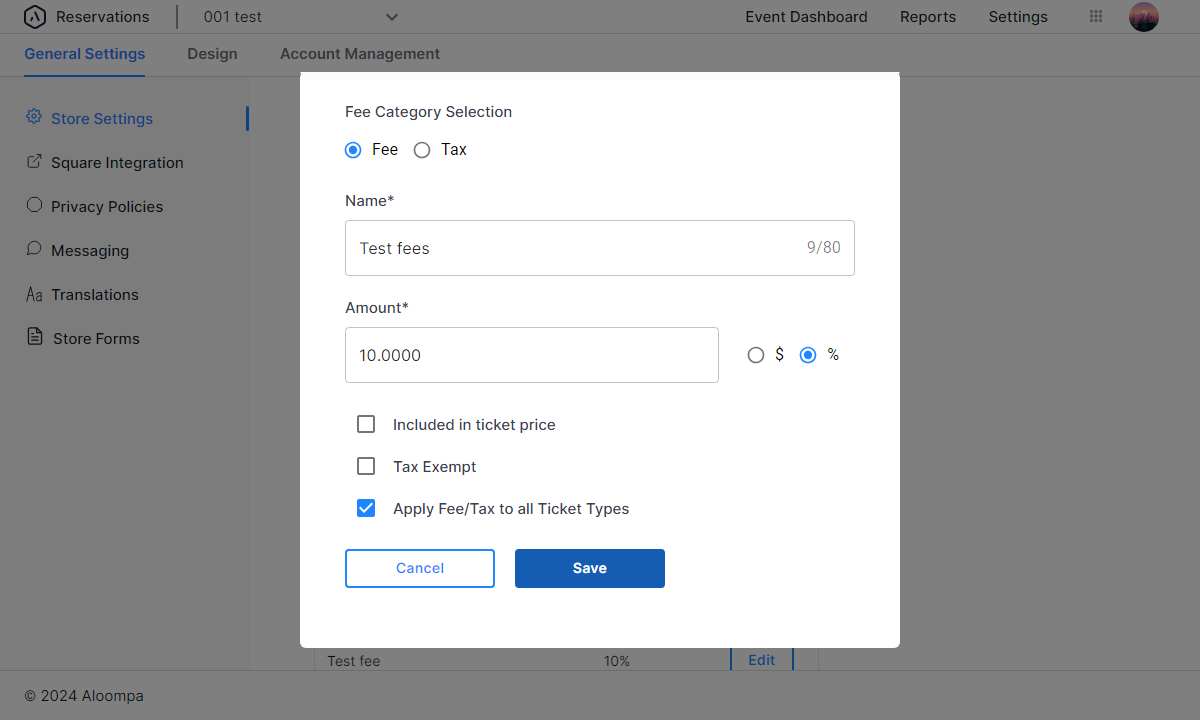 Reservations
001 test
Event Dashboard
Reports
Settings
General Settings
Design
Account Management
Store Settings
Square Integration
Privacy Policies
Messaging
Translations
Store Forms
Fee Category Selection
Fee
Tax
Name*
Test fees
9/80
Amount*
10.0000
$
%
Included in ticket price
Tax Exempt
Apply Fee/Tax to all Ticket Types
Cancel
Save
Test fee
10%
Edit
© 2024 Aloompa